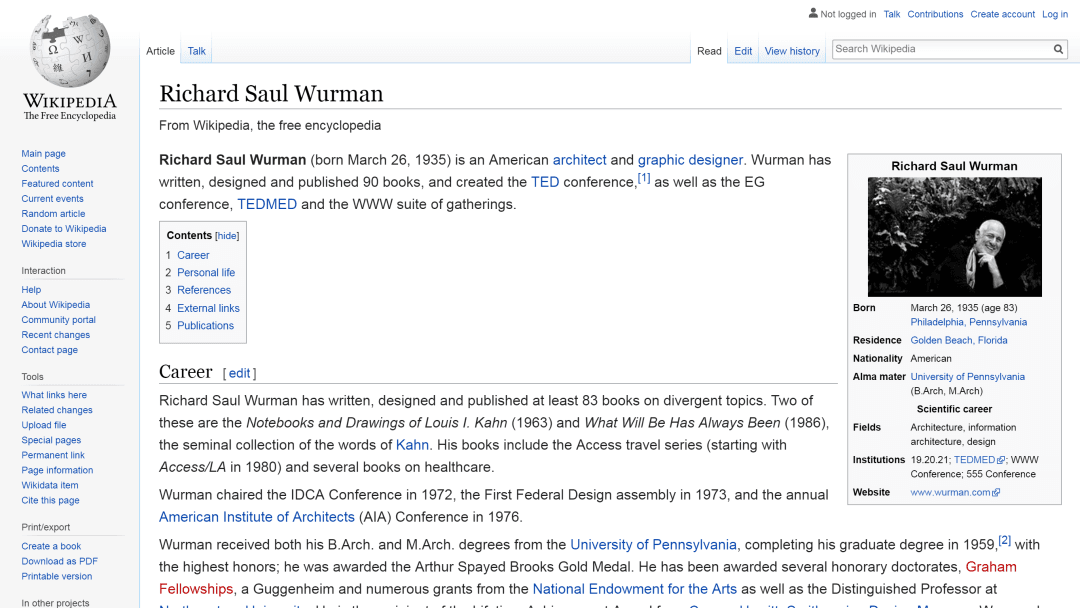 Not logged in Talk Contributions Create account Log in
Article Talk Read Edit View history Search Wikipedia
WIKIPEDIA
The Free Encyclopedia
Main page
Contents
Featured content
Current events
Random article
Donate to Wikipedia
Wikipedia store
Interaction
Help
About Wikipedia
Community portal
Recent changes
Contact page
Tools
What links here
Related changes
Upload file
Special pages
Permanent link
Page information
Wikidata item
Cite this page
Print/export
Create a book
Download as PDF
Printable version
In other projects
Richard Saul Wurman
From Wikipedia, the free encyclopedia
Richard Saul Wurman (born March 26, 1935) is an American architect and graphic designer. Wurman has
written, designed and published 90 books, and created the TED conference,[1] as well as the EG
conference, TEDMED and the WWW suite of gatherings.
Contents [hide]
1 Career
2 Personal life
3 References
4 External links
5 Publications
Career [ edit ]
Richard Saul Wurman has written, designed and published at least 83 books on divergent topics. Two of
these are the Notebooks and Drawings of Louis I. Kahn (1963) and What Will Be Has Always Been (1986),
the seminal collection of the words of Kahn. His books include the Access travel series (starting with
Access/LA in 1980) and several books on healthcare.
Wurman chaired the IDCA Conference in 1972, the First Federal Design assembly in 1973, and the annual
American Institute of Architects (AIA) Conference in 1976.
Wurman received both his B.Arch. and M.Arch. degrees from the University of Pennsylvania, completing his graduate degree in 1959,[2] with
the highest honors; he was awarded the Arthur Spayed Brooks Gold Medal. He has been awarded several honorary doctorates, Graham
Fellowships, a Guggenheim and numerous grants from the National Endowment for the Arts as well as the Distinguished Professor at
Richard Saul Wurman
Born March 26, 1935 (age 83)
Philadelphia, Pennsylvania
Residence Golden Beach, Florida
Nationality American
Alma mater University of Pennsylvania
(B.Arch, M.Arch)
Scientific career
Fields Architecture, information
architecture, design
Institutions 19.20.21; TEDMED; WWW
Conference; 555 Conference
Website www.wurman.com